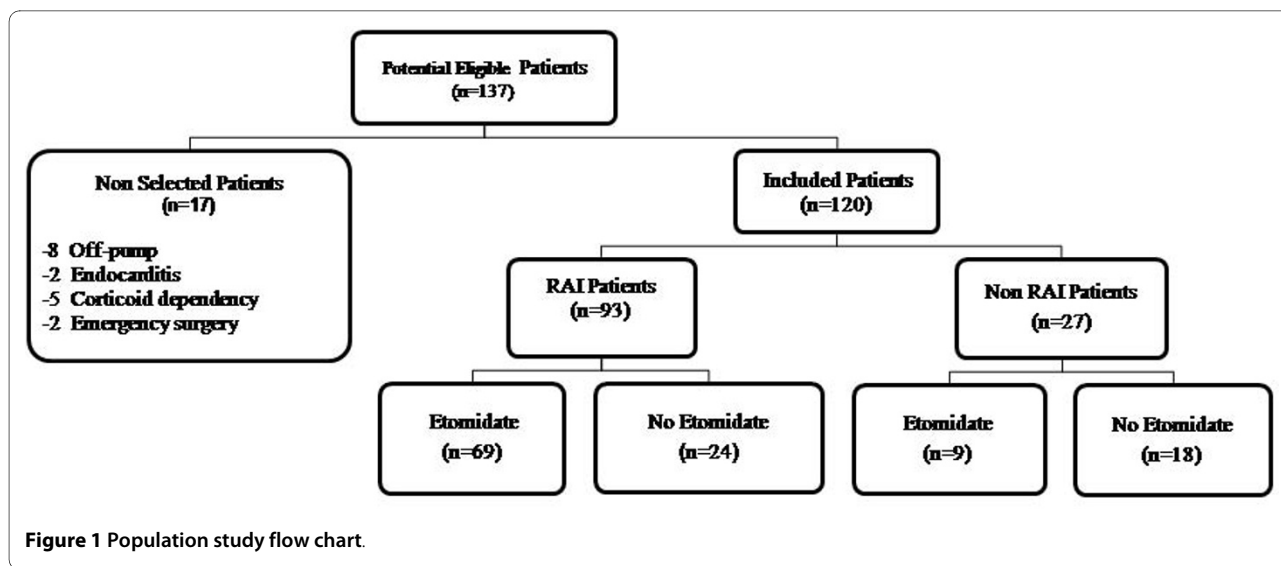 Potential Eligible Patients
(n=137)
Non Selected Patients
(n=17)
-8 Off-pump
-2 Endocarditis
-5 Corticoid dependency
-2 Emergency surgery
Included Patients
(n=120)
RAI Patients
(n=93)
Non RAI Patients
(n=27)
Etomidate
(n=69)
No Etomidate
(n=24)
Etomidate
(n=9)
No Etomidate
(n=18)
Figure 1 Population study flow chart.